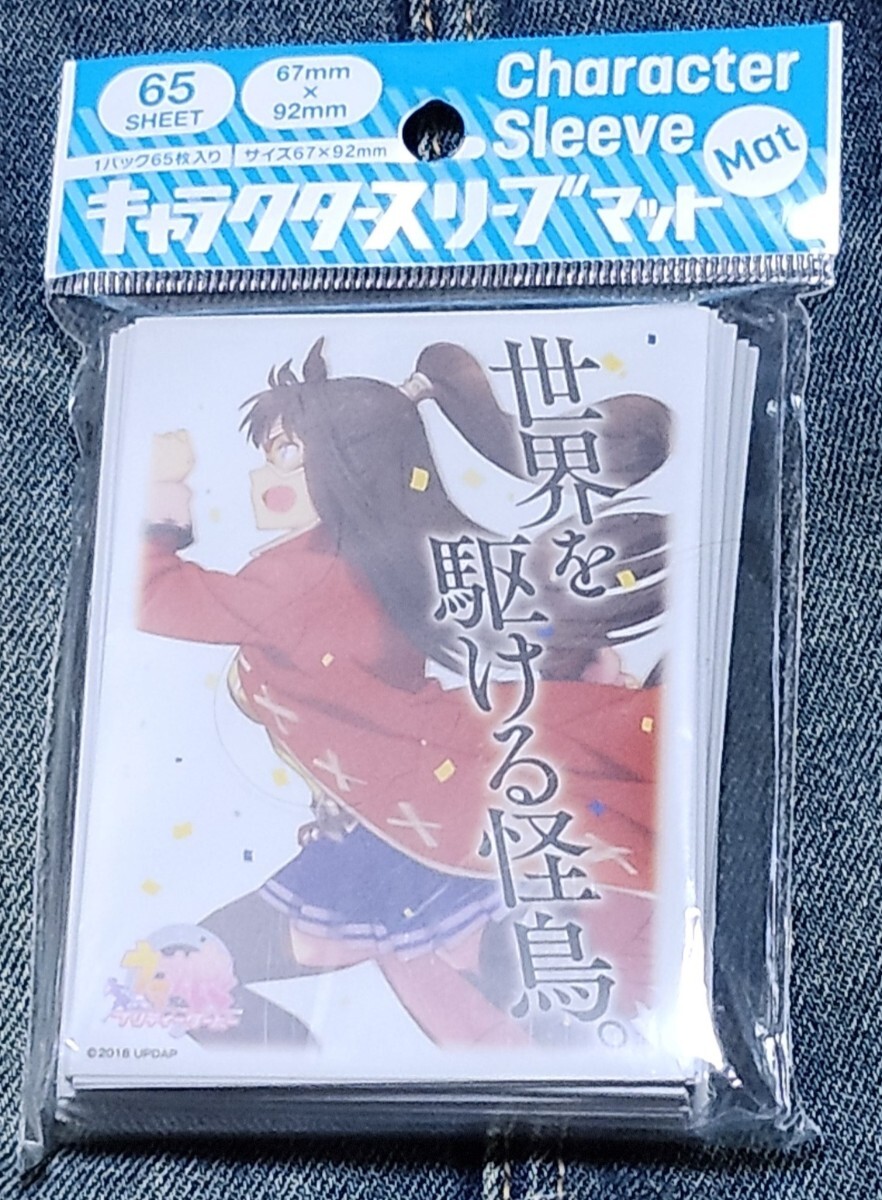 65
SHEET
67mm
×
92mm
Character
Sleeve
Mat
1パック65枚入り
サイズ67×92mm
キャラクタースリーブマット
世界を
駆ける怪鳥。
©2018 UPDAP